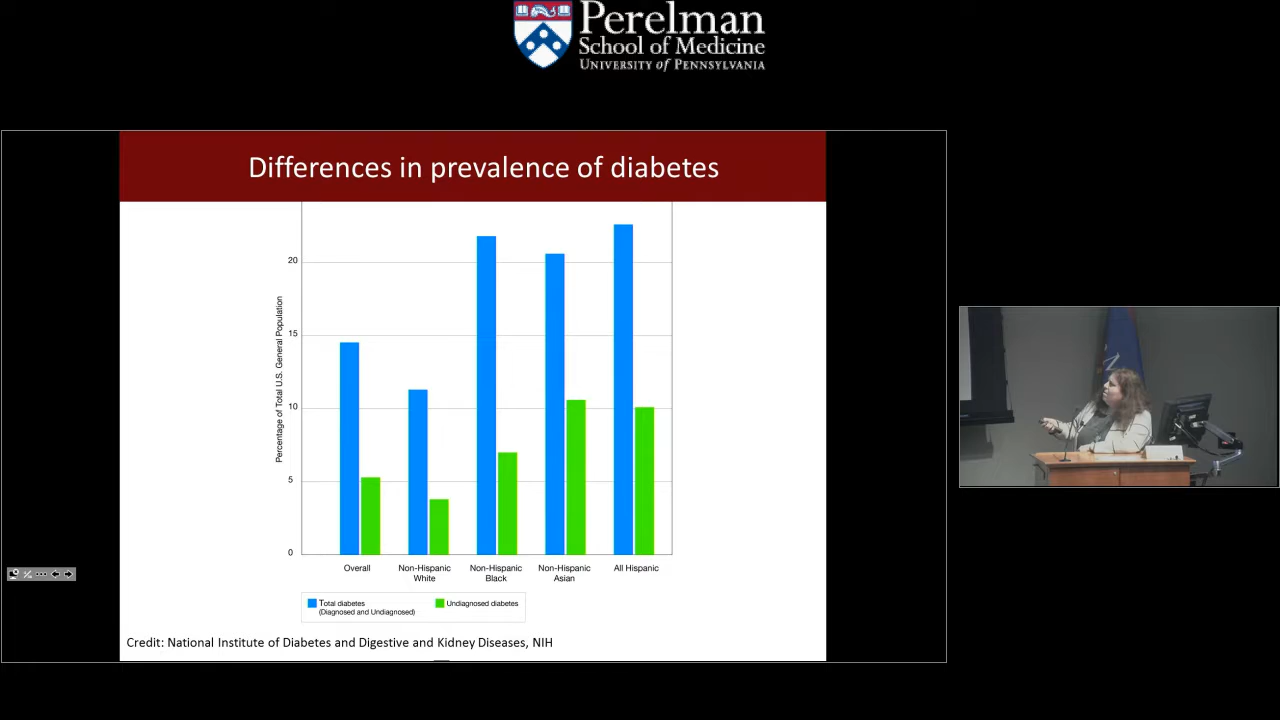 Perelman
School of Medicine
UNIVERSITY of PENNSYLVANIA
Differences in prevalence of diabetes
Percentage of Total U.S. General Population
20
15
10
5
0
Overall
Non-Hispanic
White
Non-Hispanic
Black
Non-Hispanic
Asian
All Hispanic
Total diabetes
(Diagnosed and Undiagnosed)
Undiagnosed diabetes
Credit: National Institute of Diabetes and Digestive and Kidney Diseases, NIH